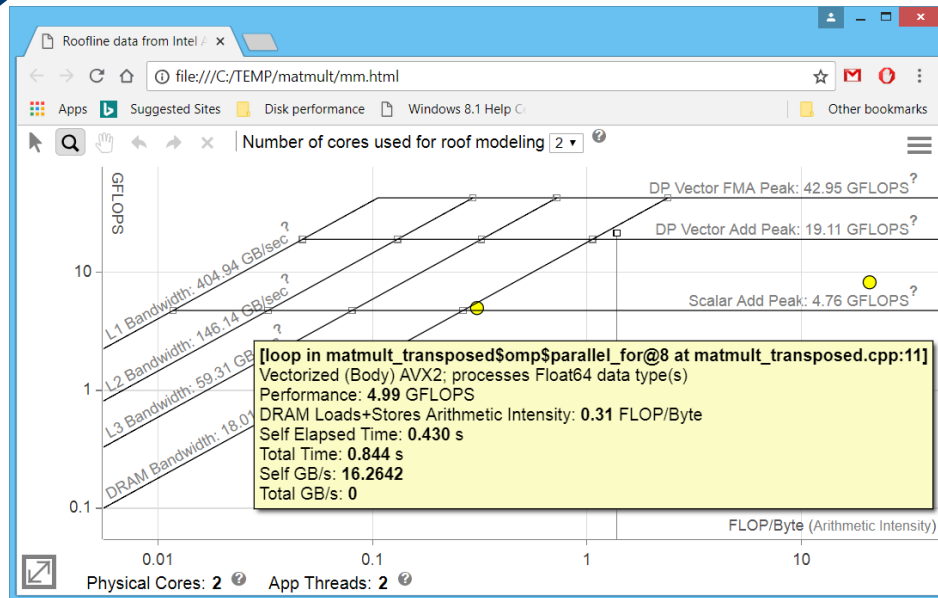 Roofline data from Intel A
file:///C:/TEMP/matmult/mm.html
Apps Suggested Sites Disk performance Windows 8.1 Help C Other bookmarks
Number of cores used for roof modeling 2 ?
GFLOPS
DP Vector FMA Peak: 42.95 GFLOPS ?
DP Vector Add Peak: 19.11 GFLOPS ?
L1 Bandwidth: 404.94 GB/sec ?
10
Scalar Add Peak: 4.76 GFLOPS ?
L2 Bandwidth: 146.14 GB/sec ?
L3 Bandwidth: 59.31 GB ?
DRAM Bandwidth: 18.01
[loop in matmult_transposed$omp$parallel_for@8 at matmult_transposed.cpp:11]
Vectorized (Body) AVX2; processes Float64 data type(s)
Performance: 4.99 GFLOPS
DRAM Loads+Stores Arithmetic Intensity: 0.31 FLOP/Byte
Self Elapsed Time: 0.430 s
Total Time: 0.844 s
Self GB/s: 16.2642
Total GB/s: 0
1
0.1
FLOP/Byte (Arithmetic Intensity)
0.01 0.1 1 10
Physical Cores: 2 ? App Threads: 2 ?